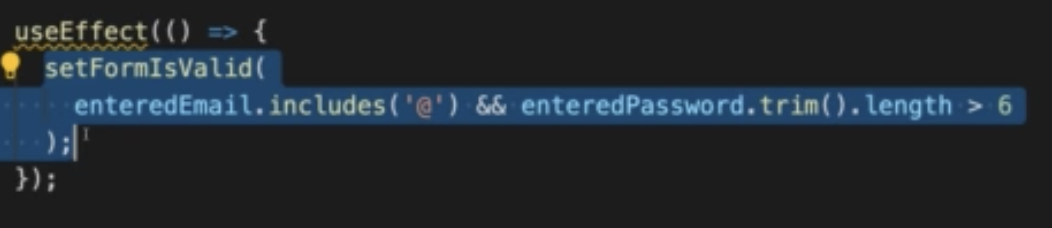 useEffect(() => {
setFormIsValid(
enteredEmail.includes('@') && enteredPassword.trim().length > 6
);
});